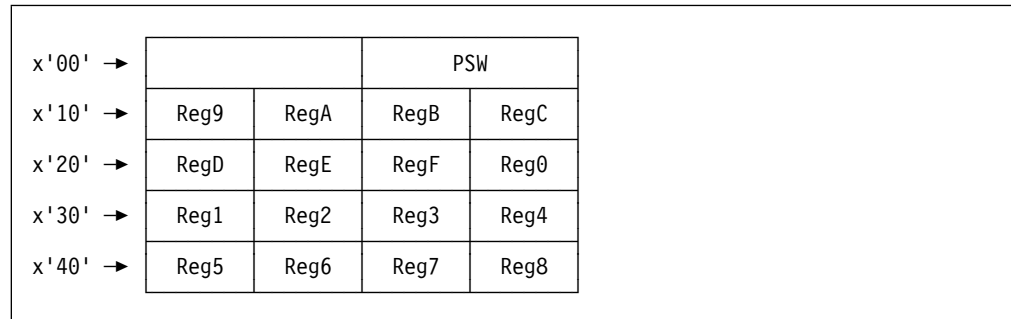 x'00' → PSW
x'10' → Reg9 RegA RegB RegC
x'20' → RegD RegE RegF Reg0
x'30' → Reg1 Reg2 Reg3 Reg4
x'40' → Reg5 Reg6 Reg7 Reg8